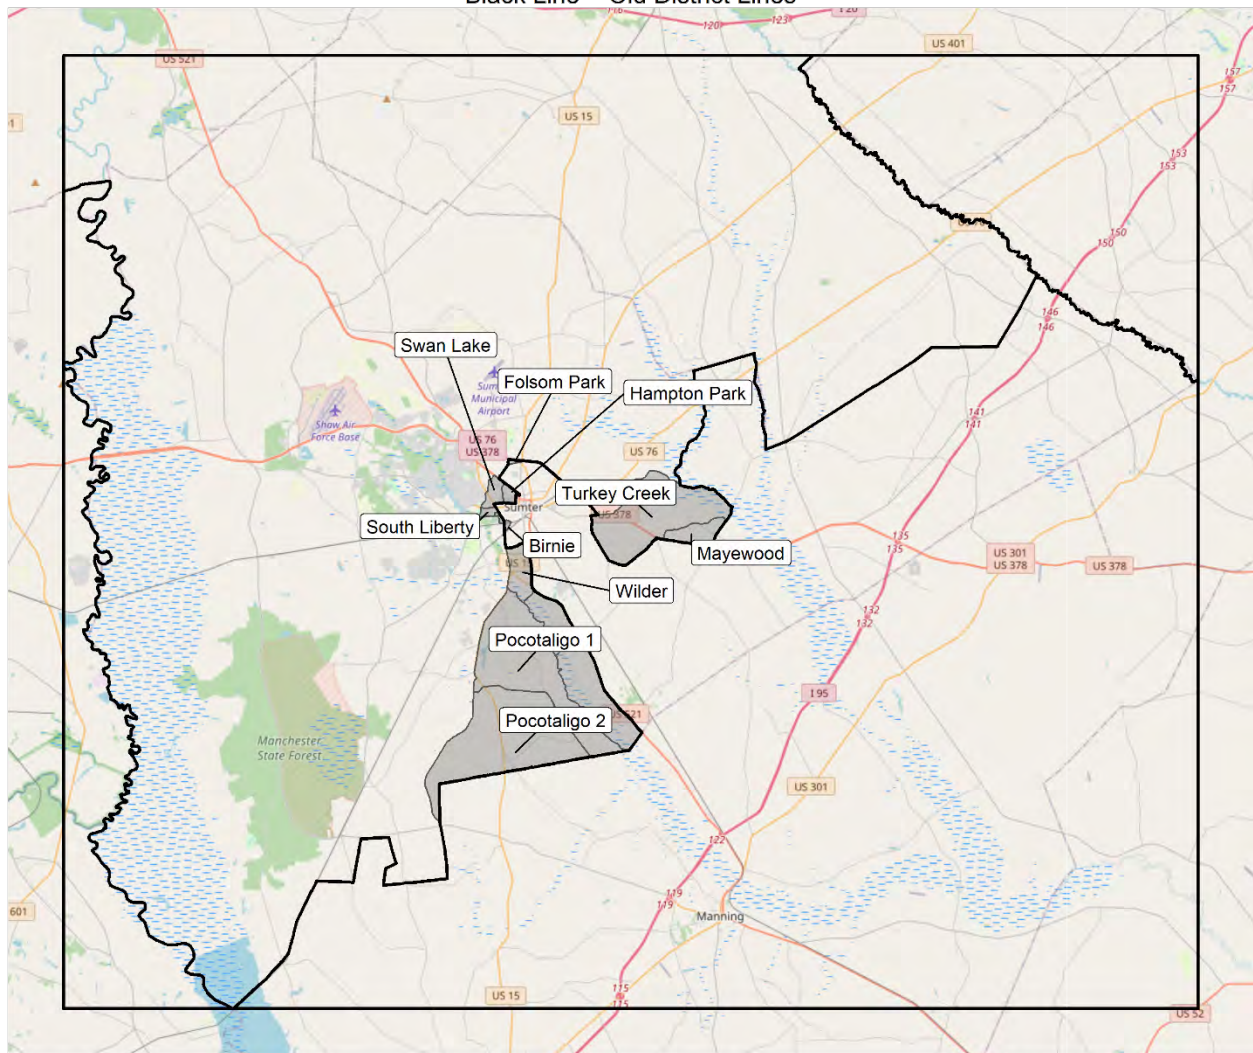 Black Line = Old District Lines
116
120
123
I 20
US 401
US 521
157
157
01
US 15
153
153
150
150
146
146
Swan Lake
Folsom Park
Hampton Park
Municipal
Airport
Shaw Air
Force Base
US 76
US 378
US 76
141
141
Turkey Creek
US 378
Sumter
South Liberty
Birnie
Mayewood
135
135
US 301
US 378
US 378
Wilder
132
132
Pocotaligo 1
I 95
Pocotaligo 2
Manchester
State Forest
US 301
122
119
119
601
Manning
US 15
115
115
US 52